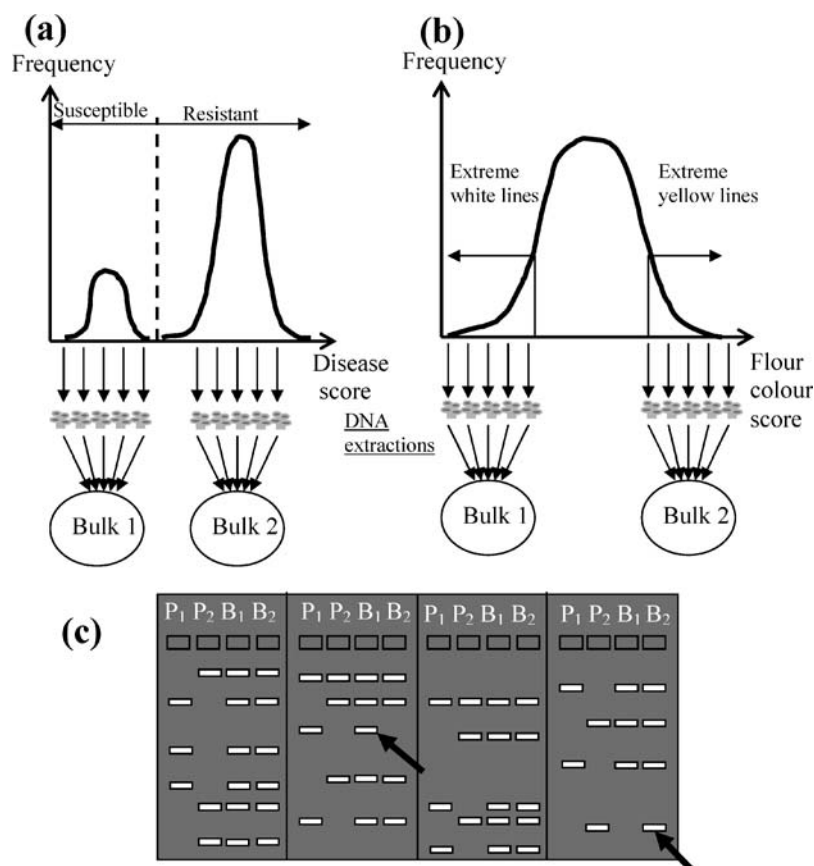 (a)
Frequency
Susceptible
Resistant
Disease
score
DNA
extractions
Bulk 1
Bulk 2
(b)
Frequency
Extreme
white lines
Extreme
yellow lines
Flour
colour
score
Bulk 1
Bulk 2
(c)
P₁ P₂ B₁ B₂
P₁ P₂ B₁ B₂
P₁ P₂ B₁ B₂
P₁ P₂ B₁ B₂